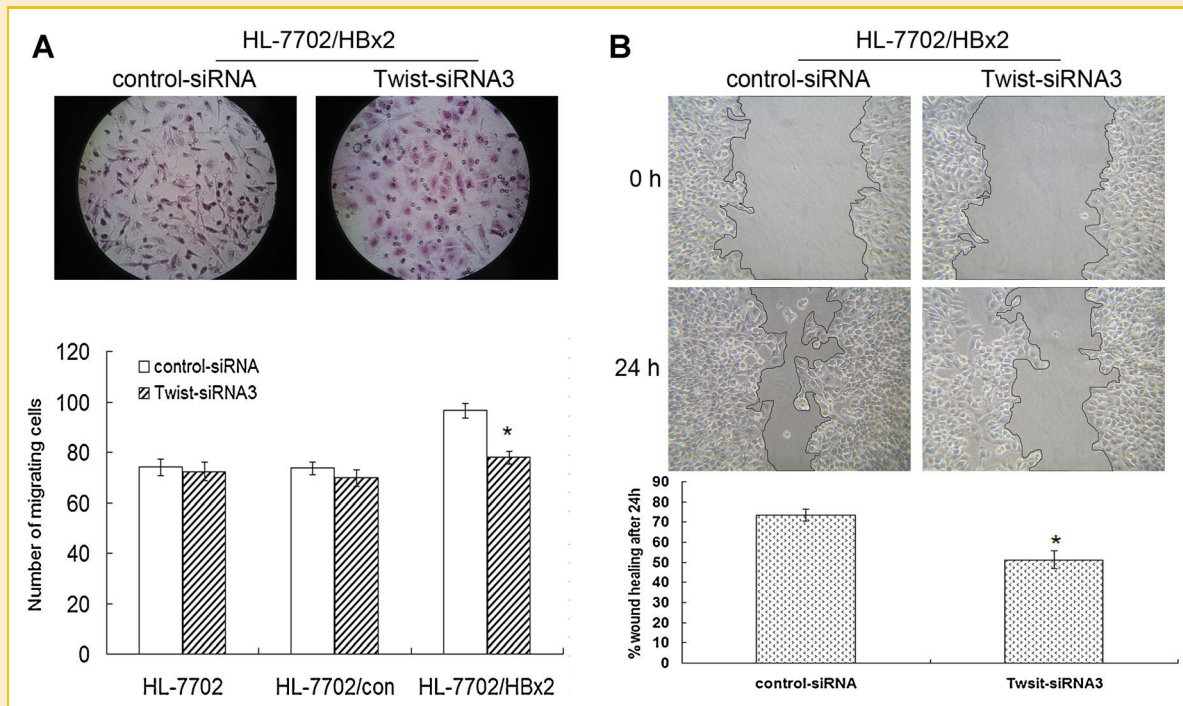 A
HL-7702/HBx2
control-siRNA Twist-siRNA3
120
100
80
60
40
20
0
Number of migrating cells
control-siRNA
Twist-siRNA3
*
HL-7702 HL-7702/con HL-7702/HBx2
B
HL-7702/HBx2
control-siRNA Twist-siRNA3
0 h
24 h
90
80
70
60
50
40
30
20
10
0
% wound healing after 24h
*
control-siRNA Twsit-siRNA3